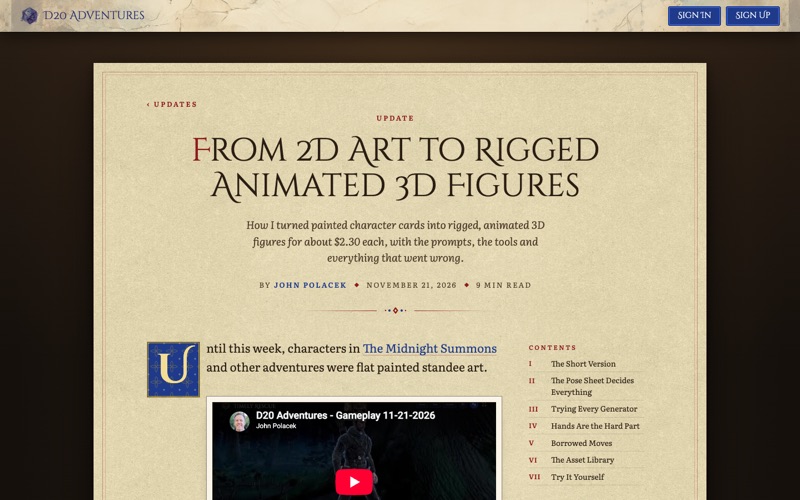 D20 ADVENTURES
SIGN IN
SIGN UP
‹ UPDATES
UPDATE
FROM 2D ART TO RIGGED
ANIMATED 3D FIGURES
How I turned painted character cards into rigged, animated 3D
figures for about $2.30 each, with the prompts, the tools and
everything that went wrong.
BY JOHN POLACEK ◆ NOVEMBER 21, 2026 ◆ 9 MIN READ
Until this week, characters in The Midnight Summons
and other adventures were flat painted standee art.
D20 Adventures - Gameplay 11-21-2026
John Polacek
CONTENTS
I The Short Version
II The Pose Sheet Decides
Everything
III Trying Every Generator
IV Hands Are the Hard Part
V Borrowed Moves
VI The Asset Library
VII Try It Yourself